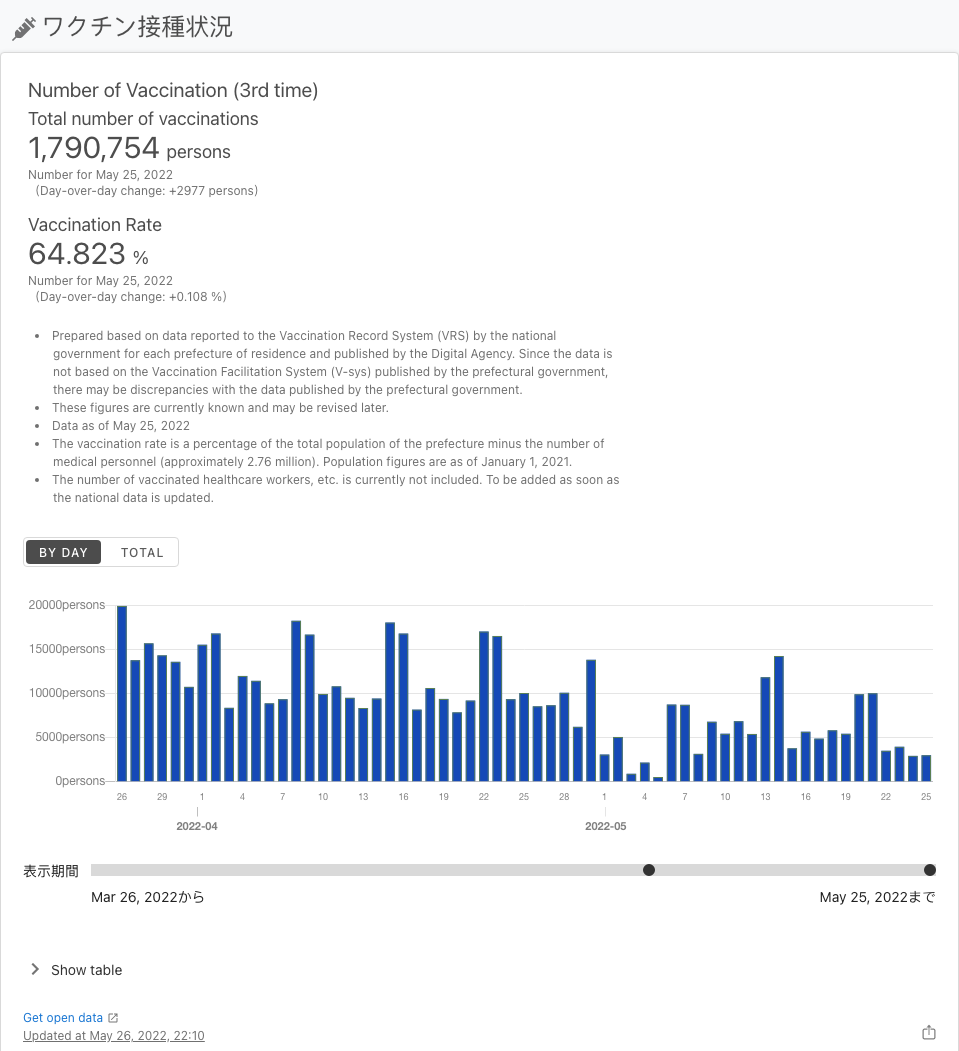 ワクチン接種状況
Number of Vaccination (3rd time)
Total number of vaccinations
1,790,754 persons
Number for May 25, 2022
(Day-over-day change: +2977 persons)
Vaccination Rate
64.823 %
Number for May 25, 2022
(Day-over-day change: +0.108 %)
• Prepared based on data reported to the Vaccination Record System (VRS) by the national
government for each prefecture of residence and published by the Digital Agency. Since the data is
not based on the Vaccination Facilitation System (V-sys) published by the prefectural government,
there may be discrepancies with the data published by the prefectural government.
• These figures are currently known and may be revised later.
• Data as of May 25, 2022
• The vaccination rate is a percentage of the total population of the prefecture minus the number of
medical personnel (approximately 2.76 million). Population figures are as of January 1, 2021.
• The number of vaccinated healthcare workers, etc. is currently not included. To be added as soon as
the national data is updated.
BY DAY TOTAL
20000persons
15000persons
10000persons
5000persons
0persons
26 29 1 4 7 10 13 16 19 22 25 28 1 4 7 10 13 16 19 22 25
2022-04 2022-05
表示期間
Mar 26, 2022から May 25, 2022まで
Show table
Get open data
Updated at May 26, 2022, 22:10